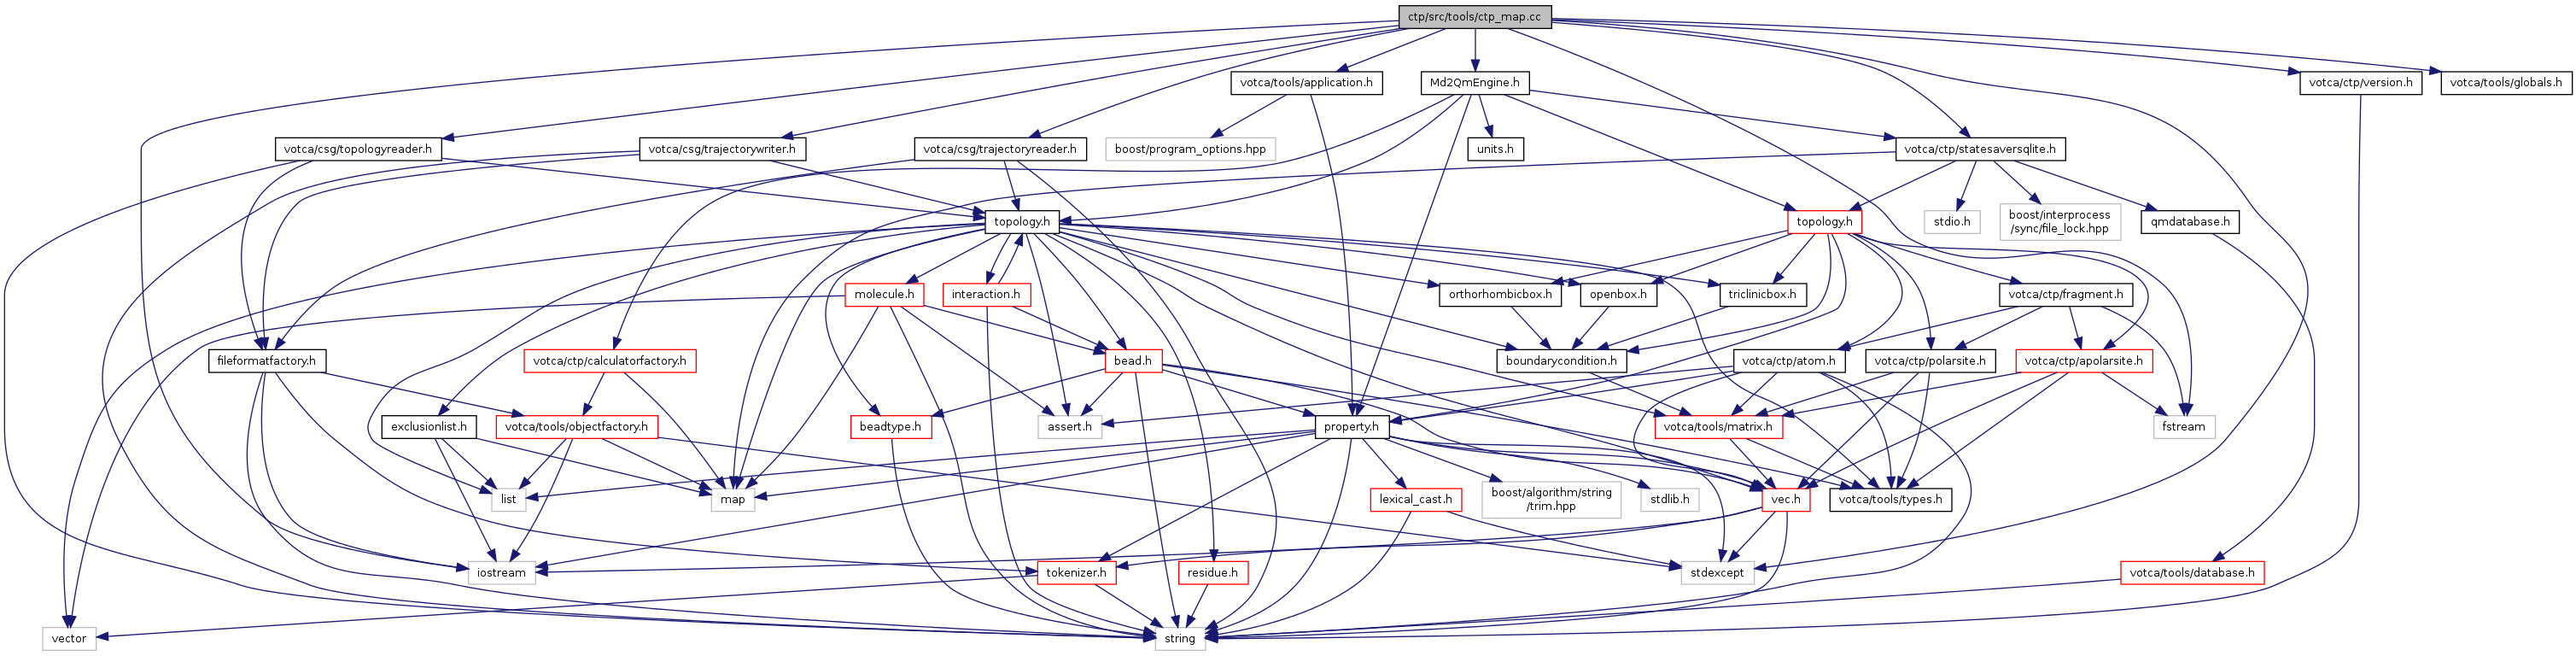 ctp/src/tools/ctp_map.cc
votca/tools/application.h
Md2QmEngine.h
votca/ctp/version.h
votca/tools/globals.h
votca/csg/topologyreader.h
votca/csg/trajectorywriter.h
votca/csg/trajectoryreader.h
boost/program_options.hpp
units.h
votca/ctp/statesaversqlite.h
topology.h
topology.h
stdio.h
boost/interprocess
/sync/file_lock.hpp
qmdatabase.h
molecule.h
interaction.h
orthorhombicbox.h
openbox.h
triclinicbox.h
votca/ctp/fragment.h
fileformatfactory.h
votca/ctp/calculatorfactory.h
bead.h
boundarycondition.h
votca/ctp/atom.h
votca/ctp/polarsite.h
votca/ctp/apolarsite.h
exclusionlist.h
votca/tools/objectfactory.h
beadtype.h
assert.h
property.h
votca/tools/matrix.h
fstream
list
map
lexical_cast.h
boost/algorithm/string
/trim.hpp
stdlib.h
vec.h
votca/tools/types.h
iostream
tokenizer.h
residue.h
stdexcept
votca/tools/database.h
vector
string